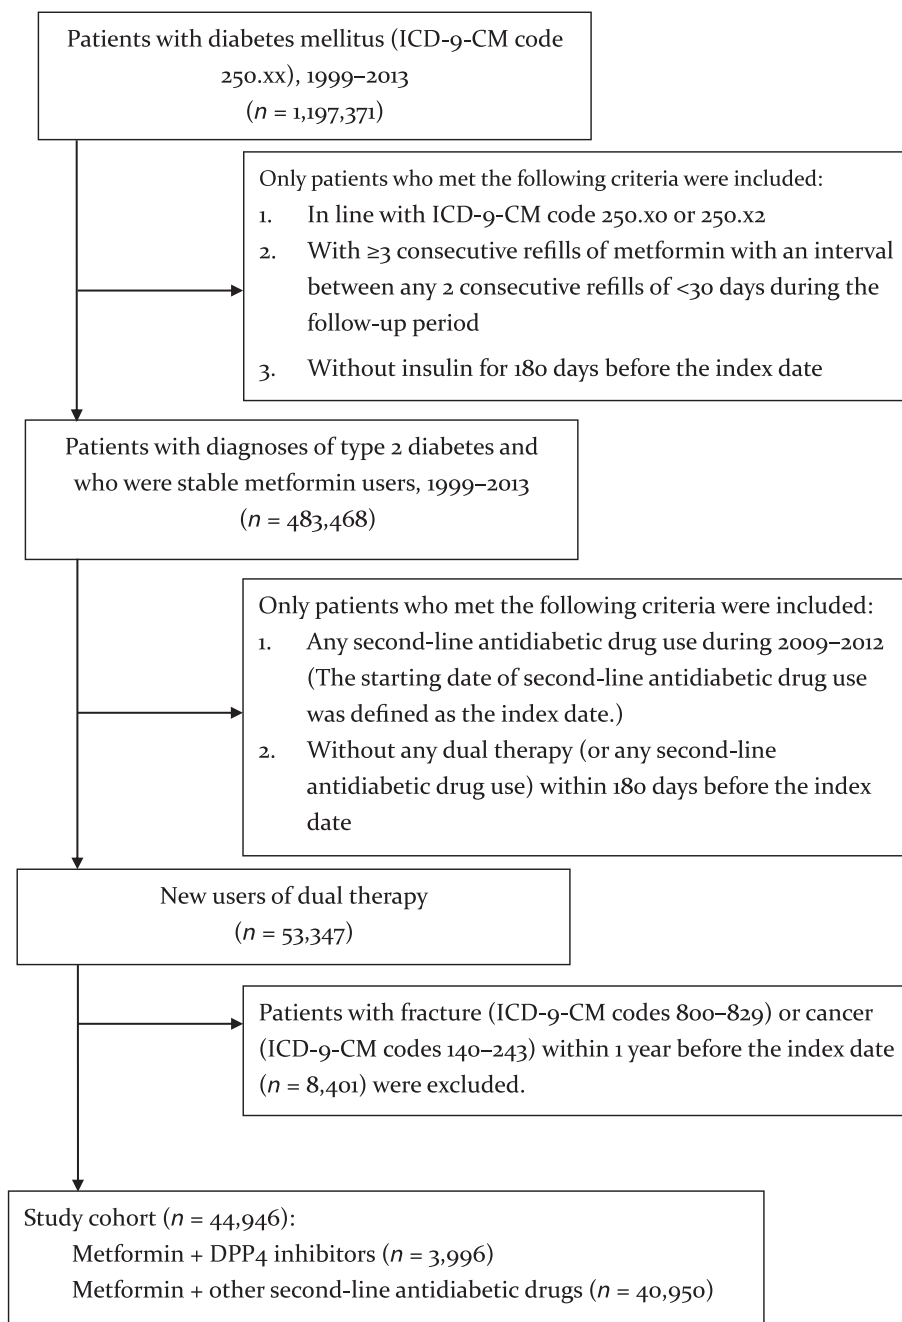 Patients with diabetes mellitus (ICD-9-CM code
250.xx), 1999–2013
(n = 1,197,371)
Only patients who met the following criteria were included:
1. In line with ICD-9-CM code 250.x0 or 250.x2
2. With ≥3 consecutive refills of metformin with an interval
between any 2 consecutive refills of <30 days during the
follow-up period
3. Without insulin for 180 days before the index date
Patients with diagnoses of type 2 diabetes and
who were stable metformin users, 1999–2013
(n = 483,468)
Only patients who met the following criteria were included:
1. Any second-line antidiabetic drug use during 2009–2012
(The starting date of second-line antidiabetic drug use
was defined as the index date.)
2. Without any dual therapy (or any second-line
antidiabetic drug use) within 180 days before the index
date
New users of dual therapy
(n = 53,347)
Patients with fracture (ICD-9-CM codes 800–829) or cancer
(ICD-9-CM codes 140–243) within 1 year before the index date
(n = 8,401) were excluded.
Study cohort (n = 44,946):
Metformin + DPP4 inhibitors (n = 3,996)
Metformin + other second-line antidiabetic drugs (n = 40,950)